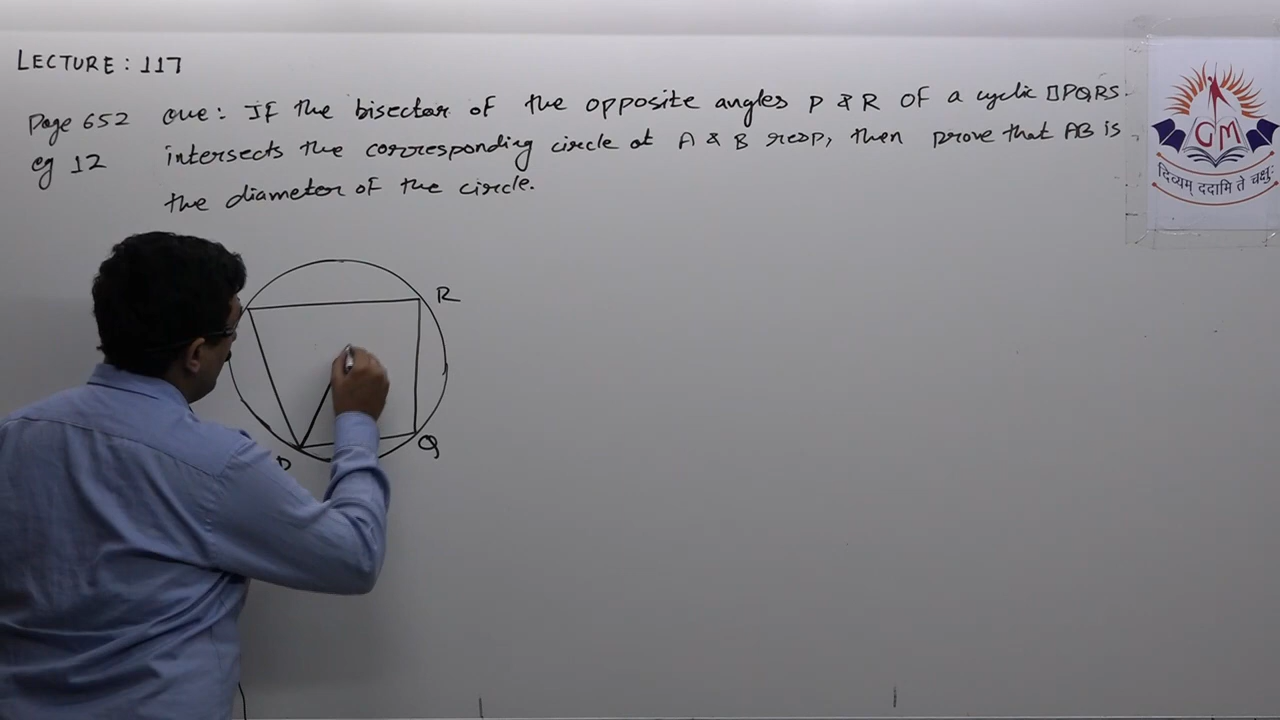 LECTURE : 117
Page 652 que : If the bisector of the opposite angles P & R of a cyclic □PQRS
eg 12 intersects the corresponding circle at A & B resp, then prove that AB is
the diameter of the circle.
GM
दिव्यम् ददामि ते चक्षुः
R
Q
P